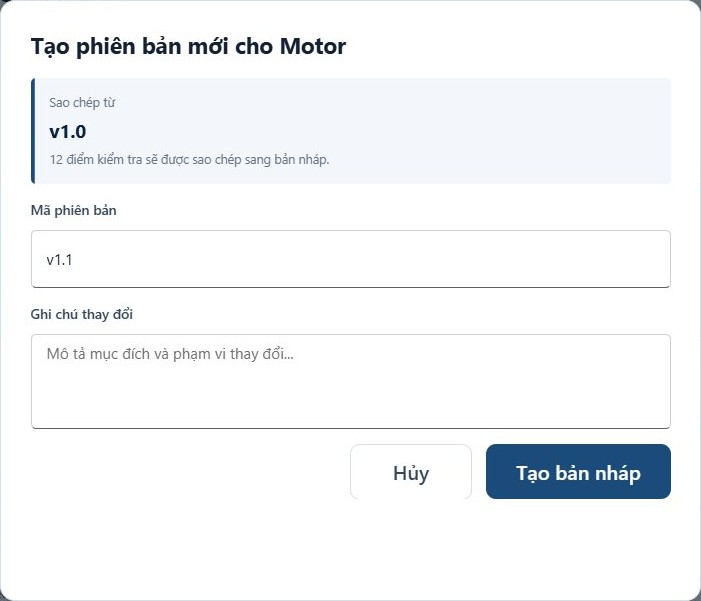 Tạo phiên bản mới cho Motor
Sao chép từ
v1.0
12 điểm kiểm tra sẽ được sao chép sang bản nháp.
Mã phiên bản
v1.1
Ghi chú thay đổi
Mô tả mục đích và phạm vi thay đổi...
Hủy
Tạo bản nháp